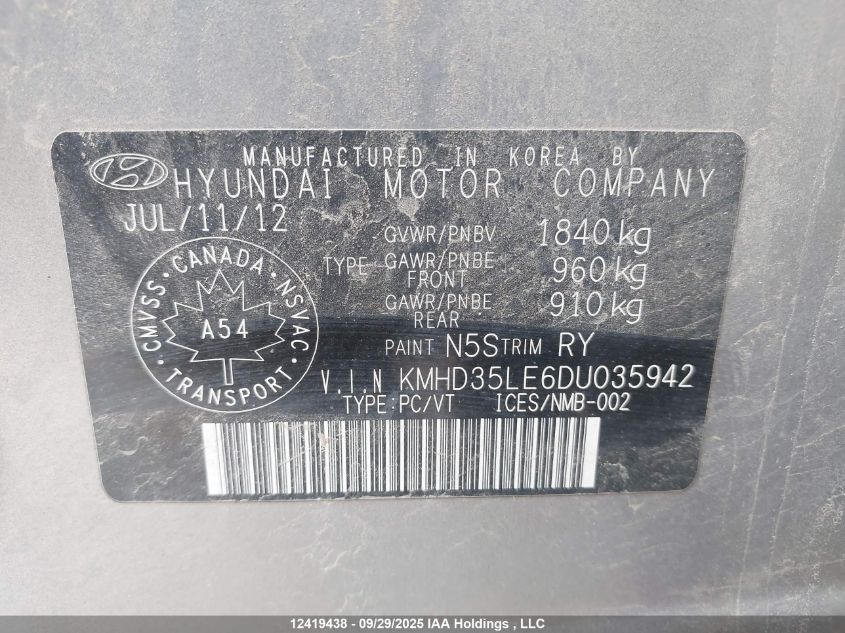 MANUFACTURED IN KOREA BY
HYUNDAI MOTOR COMPANY
JUL/11/12
GVWR/PNBV 1840 kg
TYPE GAWR/PNBE FRONT 960 kg
GAWR/PNBE REAR 910 kg
CMVSS · CANADA · NSVAC
A54
· TRANSPORT ·
PAINT N5S TRIM RY
V.I.N KMHD35LE6DU035942
TYPE:PC/VT ICES/NMB-002
12419438 - 09/29/2025 IAA Holdings , LLC